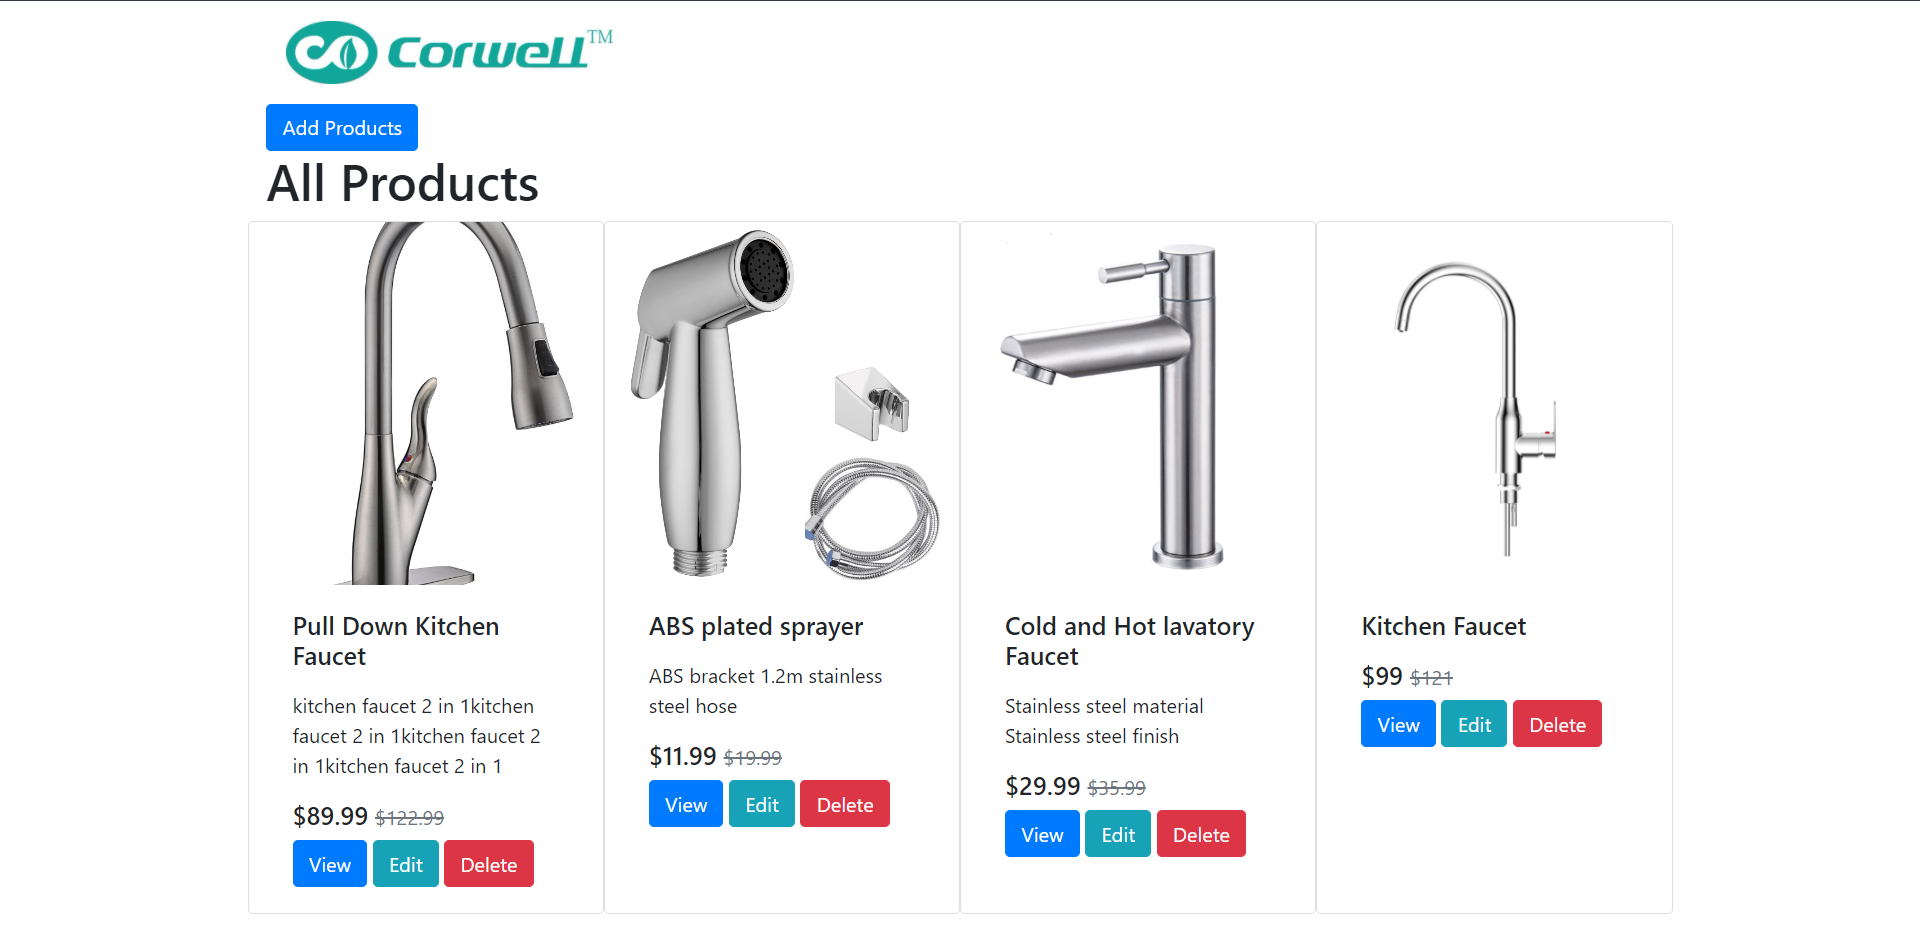 Corwell™
Add Products
All Products
Pull Down Kitchen
Faucet
kitchen faucet 2 in 1kitchen
faucet 2 in 1kitchen faucet 2
in 1kitchen faucet 2 in 1
$89.99 $122.99
View Edit Delete
ABS plated sprayer
ABS bracket 1.2m stainless
steel hose
$11.99 $19.99
View Edit Delete
Cold and Hot lavatory
Faucet
Stainless steel material
Stainless steel finish
$29.99 $35.99
View Edit Delete
Kitchen Faucet
$99 $121
View Edit Delete